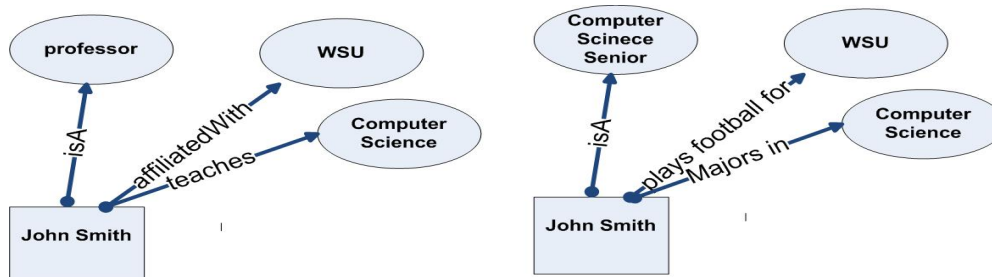 professor
WSU
Computer
Science
isA
affiliatedWith
teaches
John Smith
Computer
Scinece
Senior
WSU
Computer
Science
isA
plays football for
Majors in
John Smith